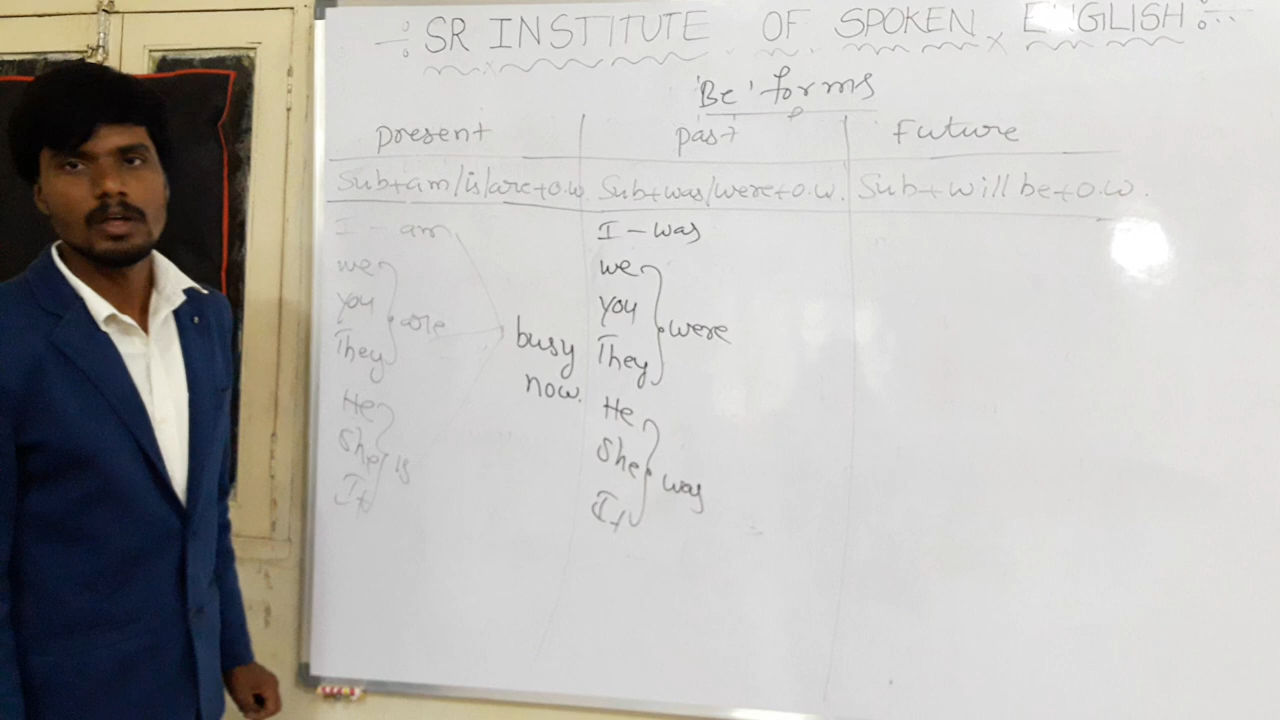 SR INSTITUTE OF SPOKEN ENGLISH
'Be' forms
present past Future
Sub+am/is/are+o.w. Sub+was/were+o.w. Sub+will be+o.w.
I - am I - was
we we
you you
are were
They They
busy
now.
He He
She She
is was
It It